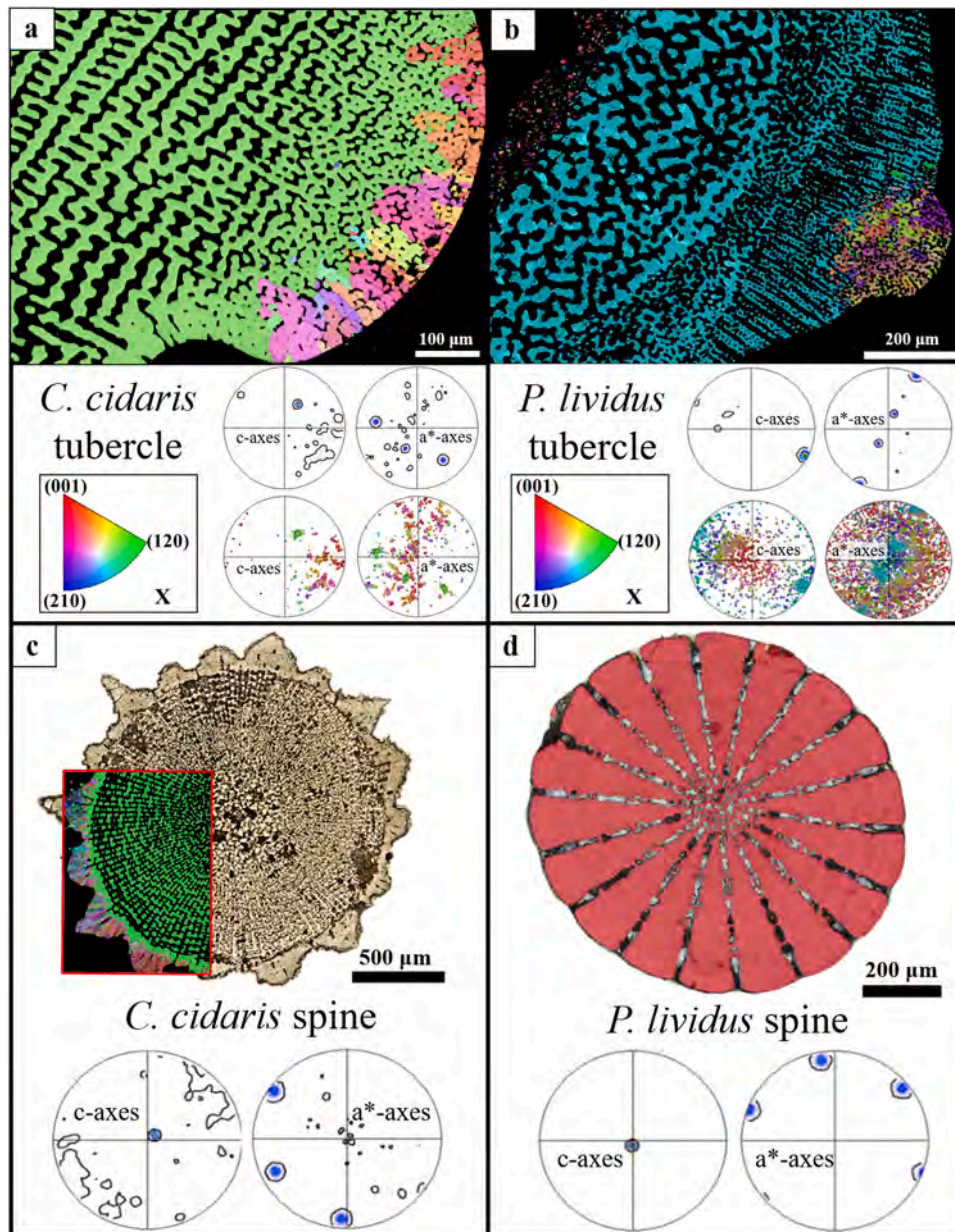 a
100 µm
b
200 µm
C. cidaris
tubercle
c-axes
a*-axes
(001)
(120)
(210)
X
c-axes
a*-axes
P. lividus
tubercle
c-axes
a*-axes
(001)
(120)
(210)
X
c-axes
a*-axes
c
500 µm
C. cidaris spine
c-axes
a*-axes
d
200 µm
P. lividus spine
c-axes
a*-axes